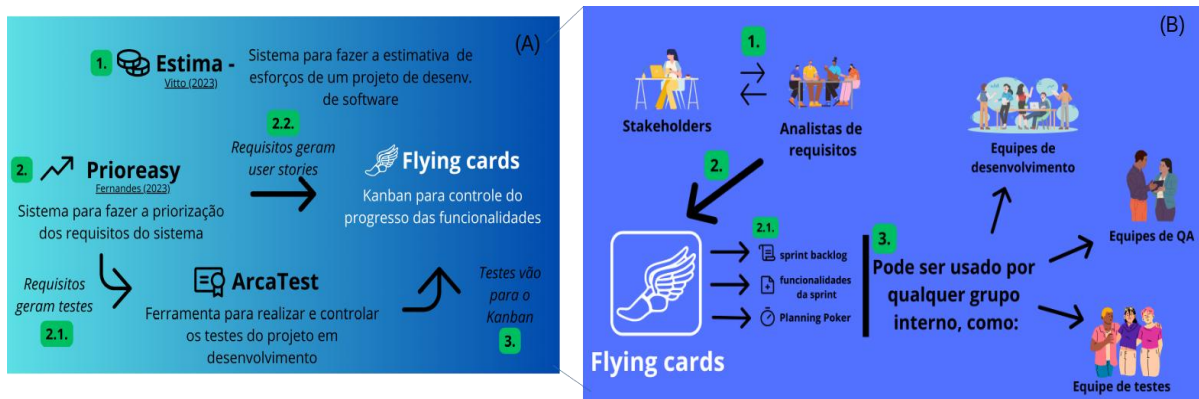 (A)
1.
Estima -
Vitto (2023)
Sistema para fazer a estimativa de
esforços de um projeto de desenv.
de software
2.2.
Requisitos geram
user stories
2.
Prioreasy
Fernandes (2023)
Sistema para fazer a priorização
dos requisitos do sistema
Flying cards
Kanban para controle do
progresso das funcionalidades
Requisitos
geram testes
2.1.
ArcaTest
Ferramenta para realizar e controlar
os testes do projeto em
desenvolvimento
Testes vão
para o
Kanban
3.
(B)
1.
Stakeholders
Analistas de
requisitos
2.
Flying cards
2.1.
sprint backlog
funcionalidades
da sprint
Planning Poker
3.
Pode ser usado por
qualquer grupo
interno, como:
Equipes de
desenvolvimento
Equipes de QA
Equipe de testes